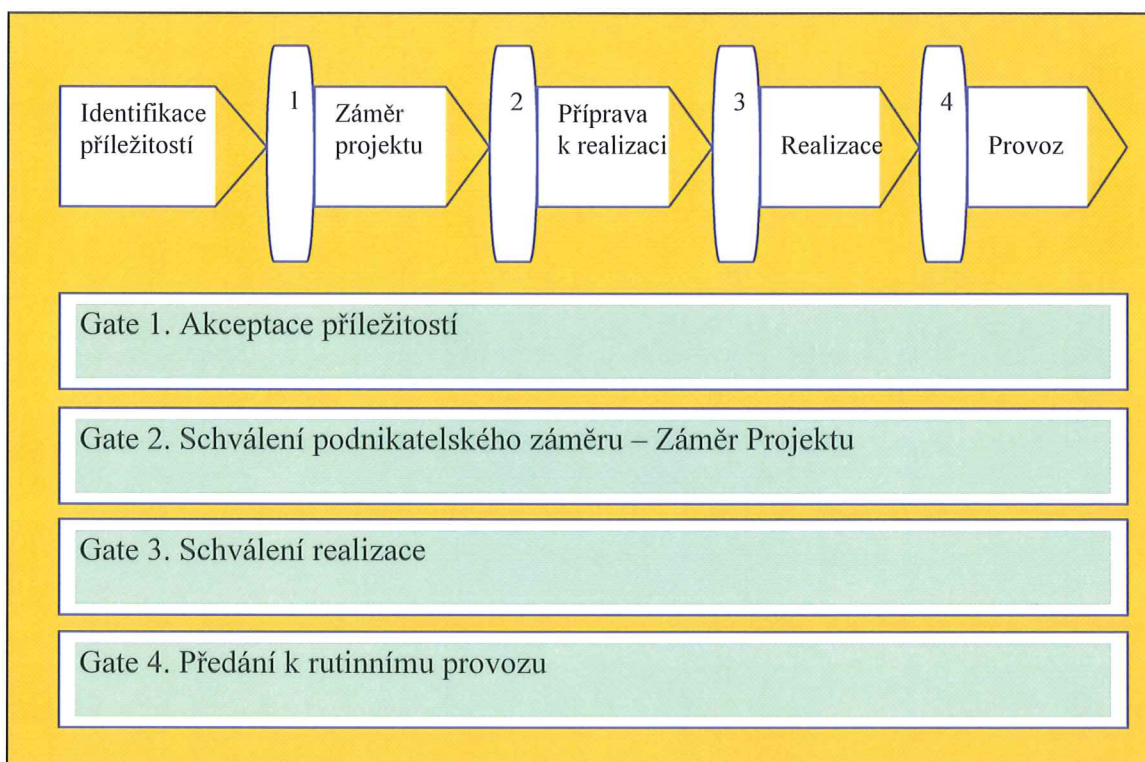 Identifikace
příležitostí
1
Záměr
projektu
2
Příprava
k realizaci
3
Realizace
4
Provoz
Gate 1. Akceptace příležitostí
Gate 2. Schválení podnikatelského záměru – Záměr Projektu
Gate 3. Schválení realizace
Gate 4. Předání k rutinnímu provozu